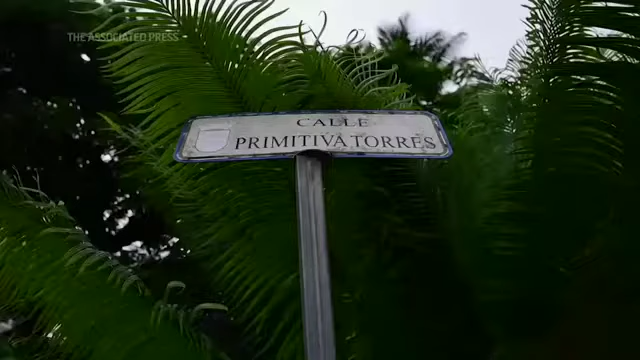 THE ASSOCIATED PRESS
CALLE
PRIMITIVA TORRES